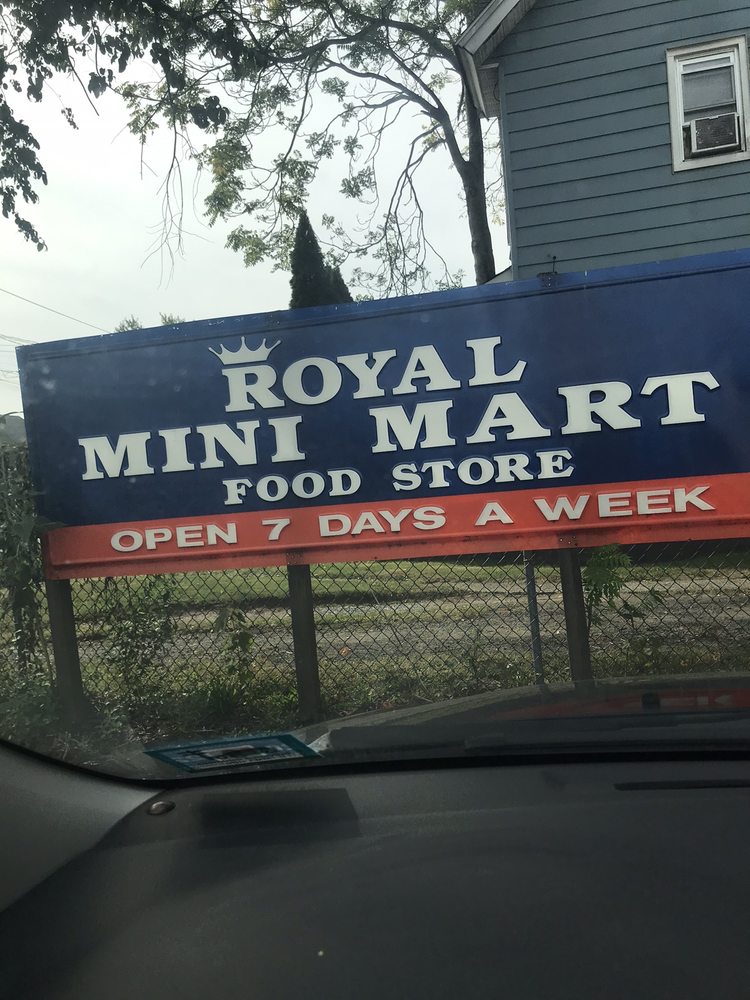 ROYAL
MINI MART
FOOD STORE
OPEN 7 DAYS A WEEK